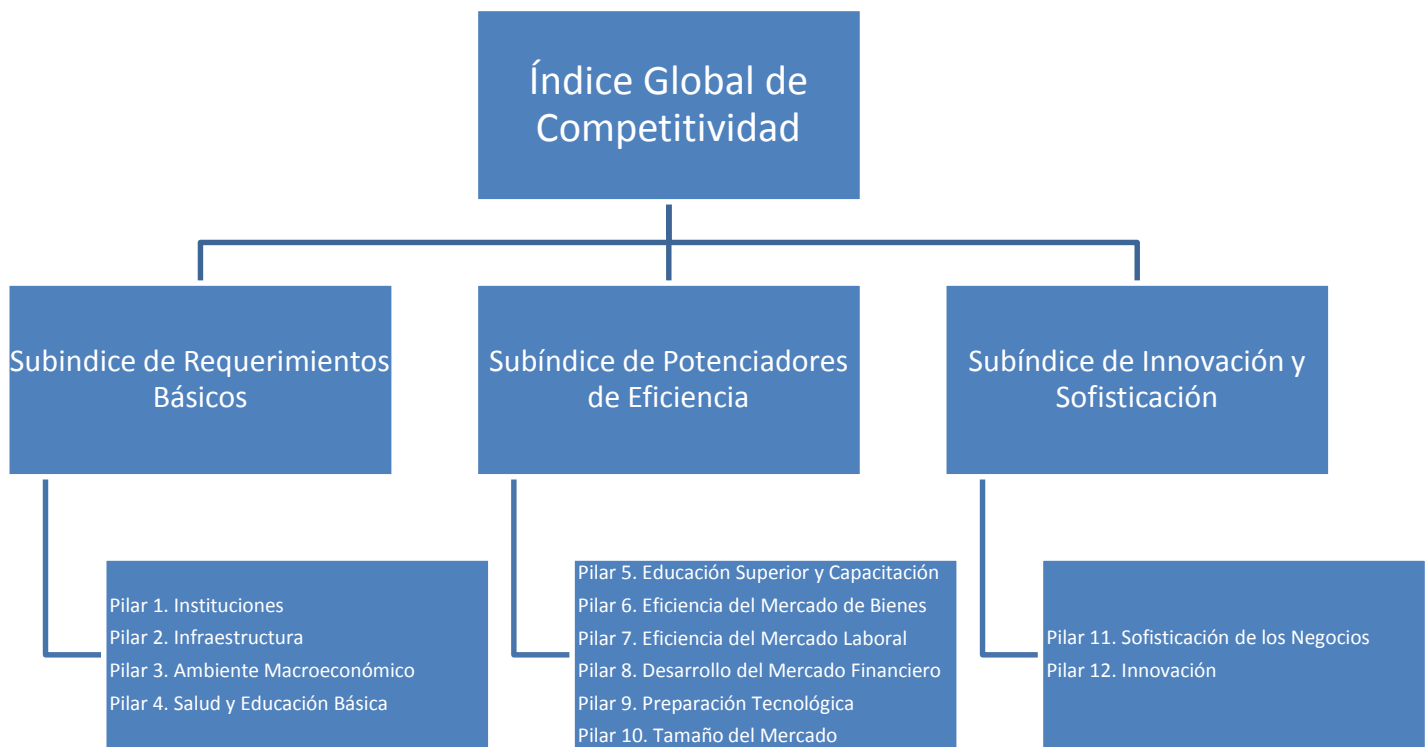 Índice Global de
Competitividad
Subindice de Requerimientos
Básicos
Subíndice de Potenciadores
de Eficiencia
Subíndice de Innovación y
Sofisticación
Pilar 1. Instituciones
Pilar 2. Infraestructura
Pilar 3. Ambiente Macroeconómico
Pilar 4. Salud y Educación Básica
Pilar 5. Educación Superior y Capacitación
Pilar 6. Eficiencia del Mercado de Bienes
Pilar 7. Eficiencia del Mercado Laboral
Pilar 8. Desarrollo del Mercado Financiero
Pilar 9. Preparación Tecnológica
Pilar 10. Tamaño del Mercado
Pilar 11. Sofisticación de los Negocios
Pilar 12. Innovación